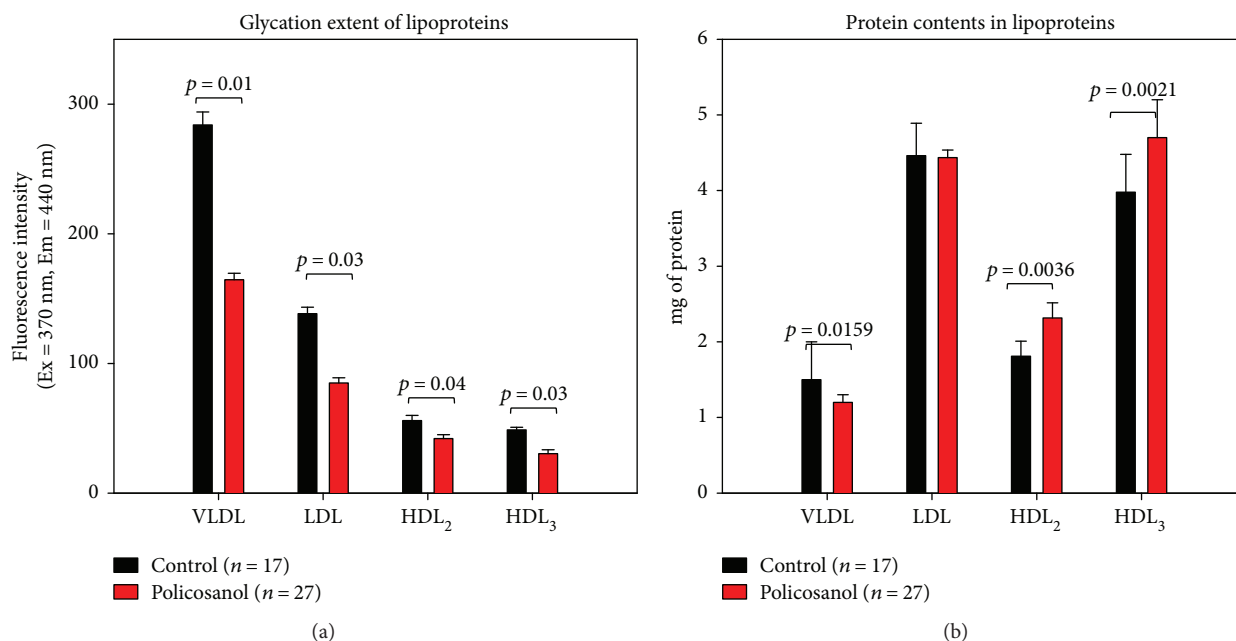 Glycation extent of lipoproteins
300
200
100
0
Fluorescence intensity
(Ex = 370 nm, Em = 440 nm)
p = 0.01
p = 0.03
p = 0.04
p = 0.03
VLDL
LDL
HDL₂
HDL₃
Control (n = 17)
Policosanol (n = 27)
(a)
Protein contents in lipoproteins
6
5
4
3
2
1
0
mg of protein
p = 0.0159
p = 0.0036
p = 0.0021
VLDL
LDL
HDL₂
HDL₃
Control (n = 17)
Policosanol (n = 27)
(b)